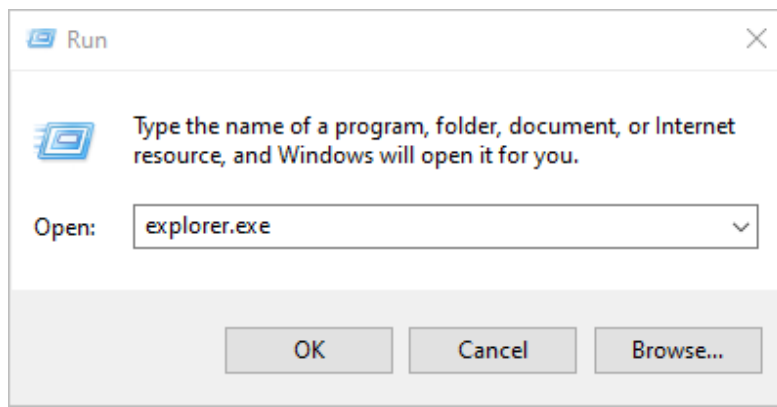 Run
Type the name of a program, folder, document, or Internet
resource, and Windows will open it for you.
Open: explorer.exe
OK Cancel Browse...